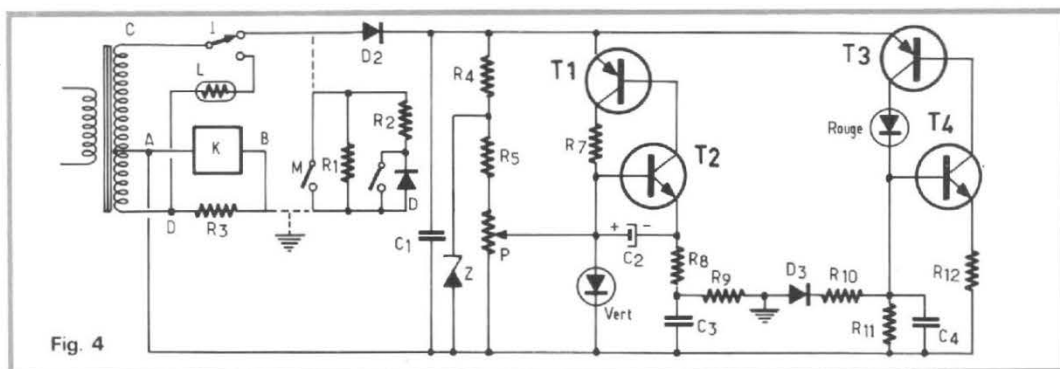 C
I
D2
L
A
K
B
D
R3
M
R1
R2
D
C1
R4
R5
P
Z
T1
R7
T2
+ -
C2
Vert
R8
R9
C3
D3
R10
T3
Rouge
T4
R11
C4
R12
Fig. 4